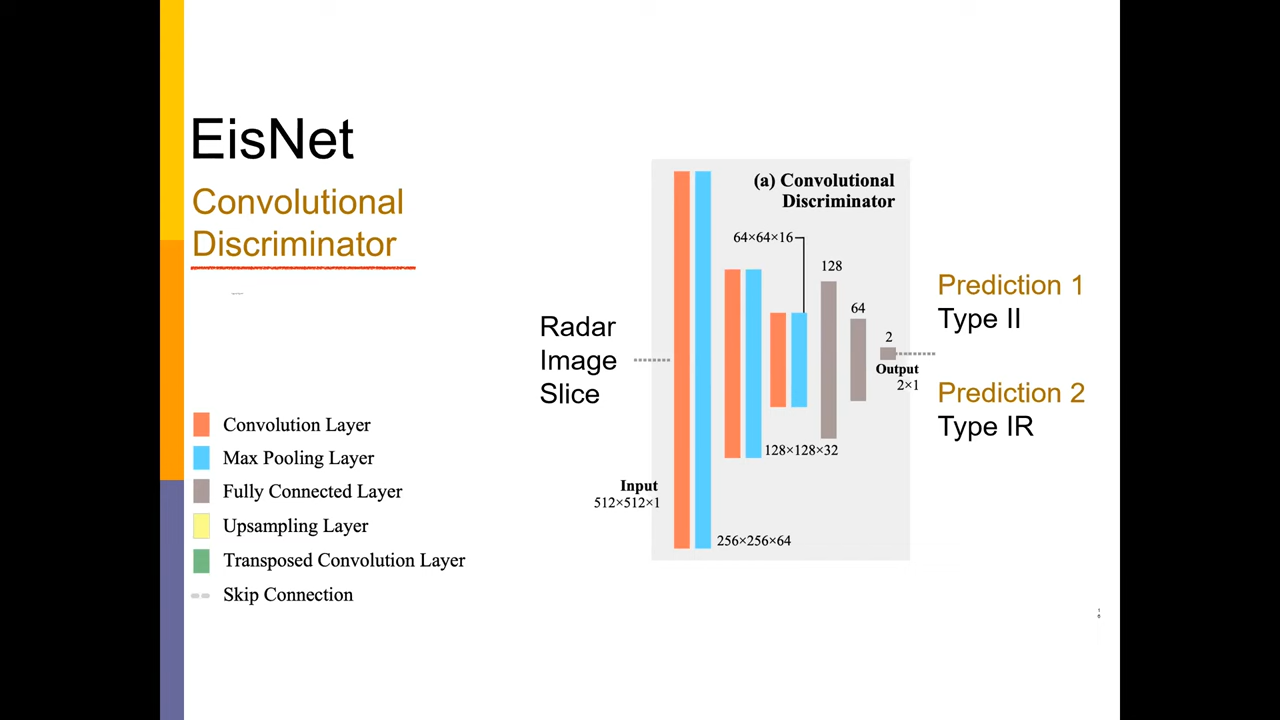 EisNet
Convolutional
Discriminator
Convolution Layer
Max Pooling Layer
Fully Connected Layer
Upsampling Layer
Transposed Convolution Layer
Skip Connection
Radar
Image
Slice
Input
512×512×1
(a) Convolutional
Discriminator
64×64×16
128
64
2
Output
2×1
128×128×32
256×256×64
Prediction 1
Type II
Prediction 2
Type IR